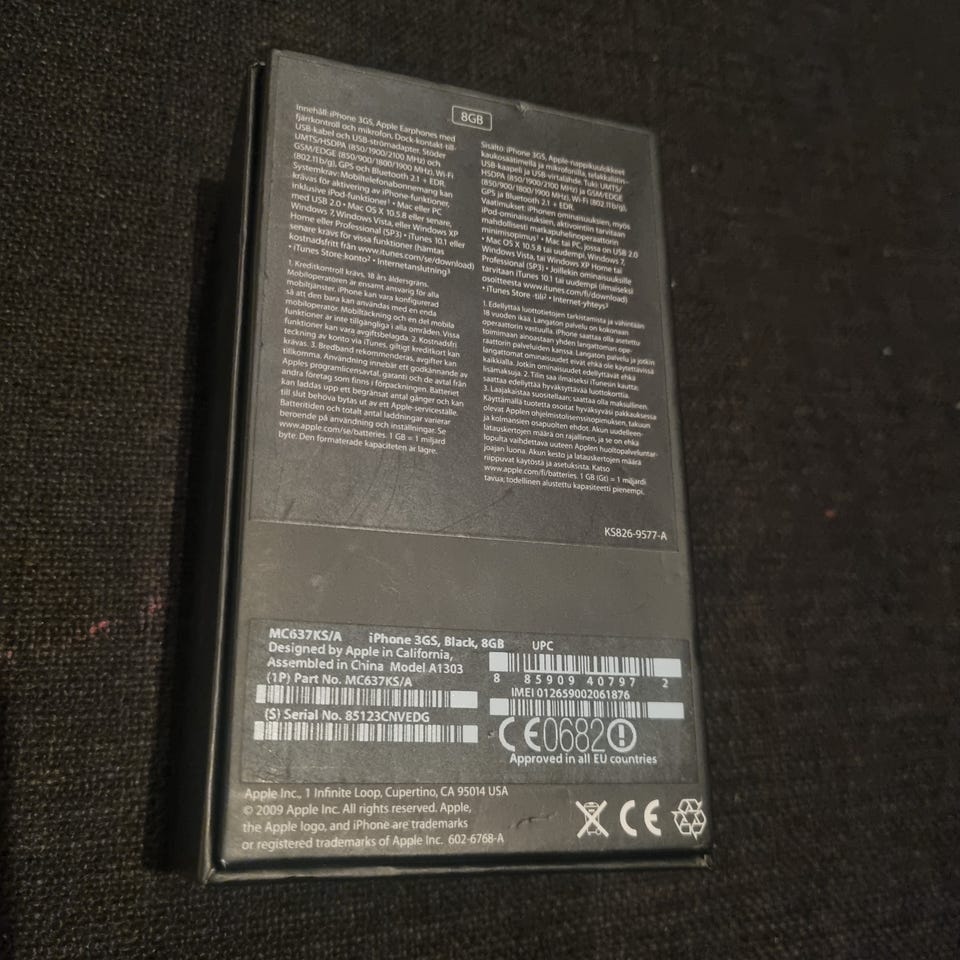 8GB
Innehåll: iPhone 3GS, Apple Earphones med
fjärrkontroll och mikrofon. Dock-kontakt-till-
USB-kabel och USB-strömadapter. Stöder
UMTS/HSDPA (850/1900/2100 MHz) och
GSM/EDGE (850/900/1800/1900 MHz), Wi-Fi
(802.11b/g), GPS och Bluetooth 2.1 + EDR.
Systemkrav: Mobiltelefonabonnemang kan
krävas för aktivering av iPhone-funktioner,
inklusive iPod-funktioner¹ • Mac eller PC
med USB 2.0 • Mac OS X 10.5.8 eller senare,
Windows 7, Windows Vista, eller Windows XP
Home eller Professional (SP3) • iTunes 10.1 eller
senare krävs för vissa funktioner (hämtas
kostnadsfritt från www.itunes.com/se/download)
• iTunes Store-konto² • Internetanslutning³
1. Kreditkontroll krävs, 18 års åldersgräns.
Mobiloperatören är ensamt ansvarig för alla
mobiltjänster. iPhone kan vara konfigurerad
så att den bara kan användas med en enda
mobiloperatör. Mobiltäckning och en del mobila
funktioner är inte tillgängliga i alla områden. Vissa
funktioner kan vara avgiftsbelagda. 2. Kostnadsfri
teckning av konto via iTunes, giltigt kreditkort kan
krävas. 3. Bredband rekommenderas, avgifter kan
tillkomma. Användning innebär ett godkännande av
Apples programlicensavtal, garanti och de avtal från
andra företag som finns i förpackningen. Batteriet
kan laddas upp ett begränsat antal gånger och kan
till slut behöva bytas ut av ett Apple-serviceställe.
Batteritiden och totalt antal laddningar varierar
beroende på användning och inställningar. Se
www.apple.com/se/batteries. 1 GB = 1 miljard
byte. Den formaterade kapaciteten är lägre.
Sisältö: iPhone 3GS, Apple-nappikuulokkeet
kaukosäätimellä ja mikrofonilla, telakkaliitin-
USB-kaapeli ja USB-virtalähde. Tuki: UMTS/
HSDPA (850/1900/2100 MHz) ja GSM/EDGE
(850/900/1800/1900 MHz), Wi-Fi (802.11b/g),
GPS ja Bluetooth 2.1 + EDR.
Vaatimukset: iPhonen ominaisuuksien, myös
iPod-ominaisuuksien, aktivointiin tarvitaan
mahdollisesti matkapuhelinoperaattorin
minimisopimus¹ • Mac tai PC, jossa on USB 2.0
• Mac OS X 10.5.8 tai uudempi, Windows 7,
Windows Vista, tai Windows XP Home tai
Professional (SP3) • Joillekin ominaisuuksille
tarvitaan iTunes 10.1 tai uudempi (ilmaiseksi
osoitteesta www.itunes.com/fi/download)
• iTunes Store -tili² • Internet-yhteys³
1. Edellyttää luottotietojen tarkistamista ja vähintään
18 vuoden ikää. Langaton palvelu on kokonaan
operaattorin vastuulla. iPhone saattaa olla asetettu
toimimaan ainoastaan yhden langattoman ope-
raattorin palveluiden kanssa. Langaton palvelu ja jotkin
langattomat ominaisuudet eivät ehkä ole käytettävissä
kaikkialla. Jotkin ominaisuudet edellyttävät ehkä
lisämaksuja. 2. Tilin saa ilmaiseksi iTunesin kautta;
saattaa edellyttää hyväksyttävää luottokorttia.
3. Laajakaistaa suositellaan; saattaa olla maksullinen.
Käyttämällä tuotetta osoitat hyväksyväsi pakkauksessa
olevat Applen ohjelmistolisenssisopimuksen, takuun
ja kolmansien osapuolten ehdot. Akun uudelleen-
latauskertojen määrä on rajallinen, ja se on ehkä
lopulta vaihdettava uuteen Applen huoltopalveluntar-
joajan luona. Akun kesto ja latauskertojen määrä
riippuvat käytöstä ja asetuksista. Katso
www.apple.com/fi/batteries. 1 GB (Gt) = 1 miljardi
tavua; todellinen alustettu kapasiteetti pienempi.
KS826-9577-A
MC637KS/A iPhone 3GS, Black, 8GB UPC
Designed by Apple in California,
Assembled in China Model A1303
(1P) Part No. MC637KS/A
8 85909 40797 2
IMEI 012659002061876
(S) Serial No. 85123CNVEDG
CE0682
Approved in all EU countries
Apple Inc., 1 Infinite Loop, Cupertino, CA 95014 USA
© 2009 Apple Inc. All rights reserved. Apple,
the Apple logo, and iPhone are trademarks
or registered trademarks of Apple Inc. 602-6768-A
CE